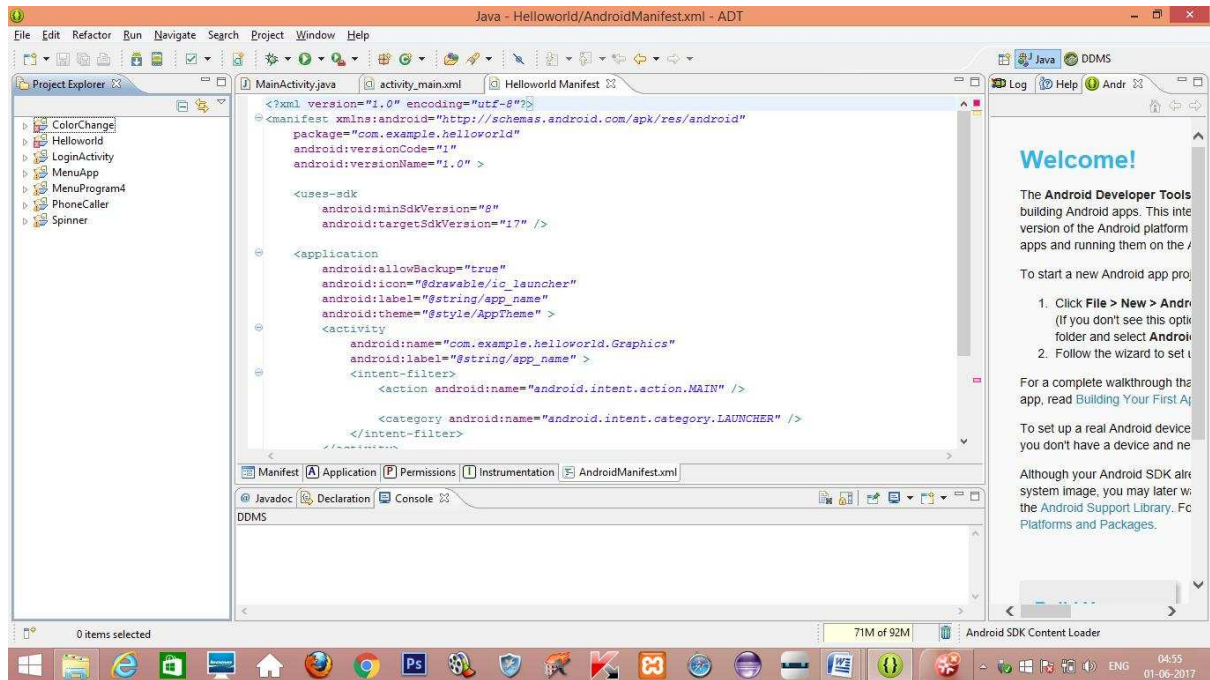 Java - Helloworld/AndroidManifest.xml - ADT
File Edit Refactor Run Navigate Search Project Window Help
Java DDMS
Project Explorer
ColorChange
Helloworld
LoginActivity
MenuApp
MenuProgram4
PhoneCaller
Spinner
MainActivity.java activity_main.xml Helloworld Manifest
<?xml version="1.0" encoding="utf-8"?>
<manifest xmlns:android="http://schemas.android.com/apk/res/android"
package="com.example.helloworld"
android:versionCode="1"
android:versionName="1.0" >
<uses-sdk
android:minSdkVersion="8"
android:targetSdkVersion="17" />
<application
android:allowBackup="true"
android:icon="@drawable/ic_launcher"
android:label="@string/app_name"
android:theme="@style/AppTheme" >
<activity
android:name="com.example.helloworld.Graphics"
android:label="@string/app_name" >
<intent-filter>
<action android:name="android.intent.action.MAIN" />
<category android:name="android.intent.category.LAUNCHER" />
</intent-filter>
Manifest A Application P Permissions I Instrumentation AndroidManifest.xml
@ Javadoc Declaration Console
DDMS
Log Help Andr
Welcome!
The Android Developer Tools
building Android apps. This inte
version of the Android platform
apps and running them on the
To start a new Android app proj
1. Click File > New > Andr
(If you don't see this opti
folder and select Androi
2. Follow the wizard to set
For a complete walkthrough tha
app, read Building Your First Ap
To set up a real Android device
you don't have a device and ne
Although your Android SDK alre
system image, you may later w
the Android Support Library. Fo
Platforms and Packages.
0 items selected
71M of 92M
Android SDK Content Loader
Ps
ENG
04:55
01-06-2017